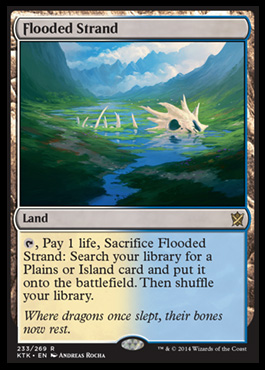 Flooded Strand
Land
, Pay 1 life, Sacrifice Flooded
Strand: Search your library for a
Plains or Island card and put it
onto the battlefield. Then shuffle
your library.
Where dragons once slept, their bones
now rest.
233/269 R
KTK • EN ANDREAS ROCHA
™ & © 2014 Wizards of the Coast